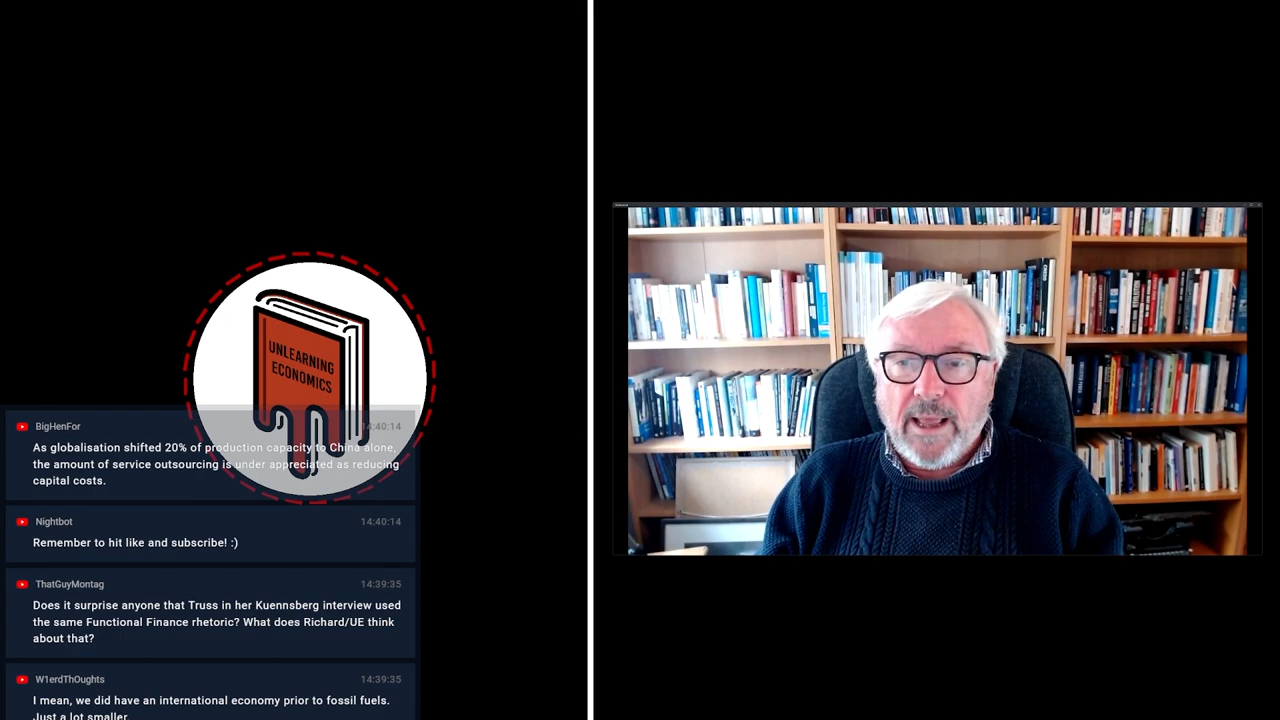 UNLEARNING
ECONOMICS
BigHenFor 14:40:14
As globalisation shifted 20% of production capacity to China alone,
the amount of service outsourcing is under appreciated as reducing
capital costs.
Nightbot 14:40:14
Remember to hit like and subscribe! :)
ThatGuyMontag 14:39:35
Does it surprise anyone that Truss in her Kuennsberg interview used
the same Functional Finance rhetoric? What does Richard/UE think
about that?
W1erdThOughts 14:39:35
I mean, we did have an international economy prior to fossil fuels.
Just a lot smaller.